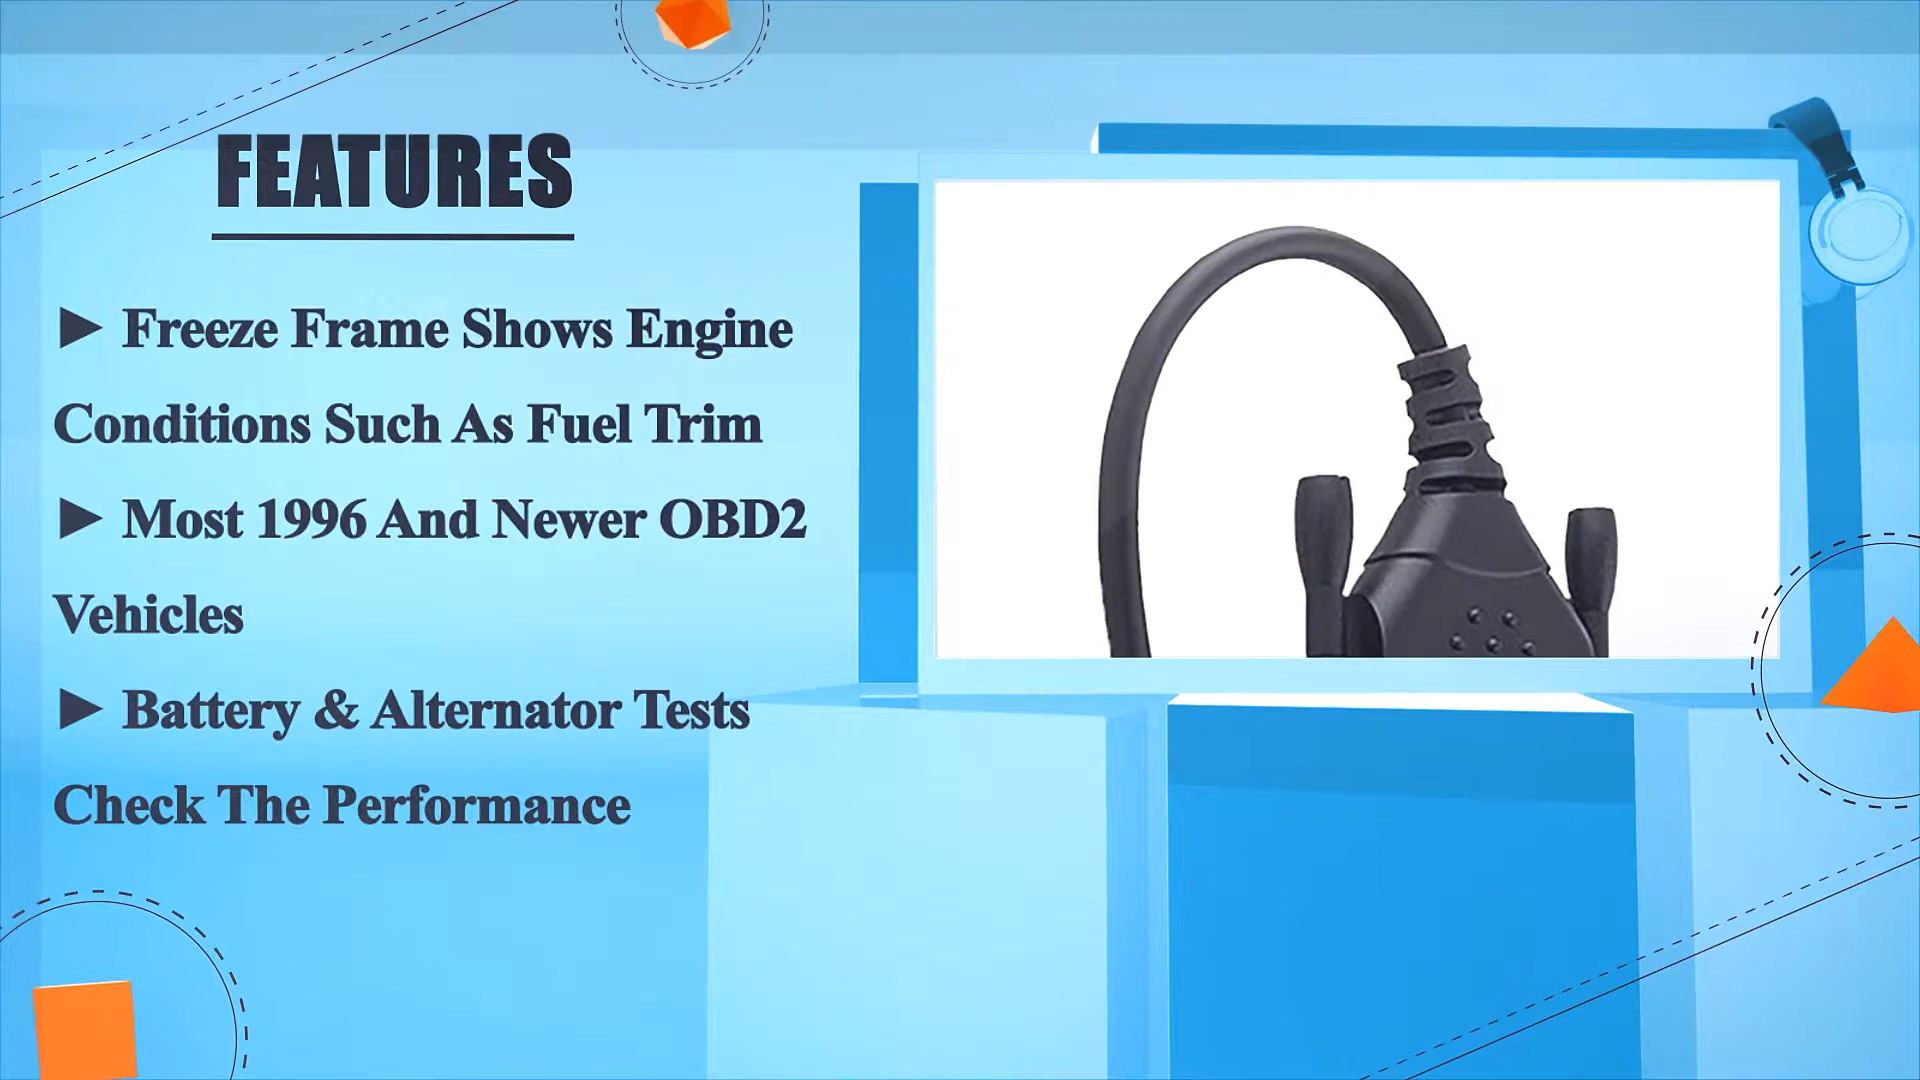 FEATURES
► Freeze Frame Shows Engine
Conditions Such As Fuel Trim
► Most 1996 And Newer OBD2
Vehicles
► Battery & Alternator Tests
Check The Performance